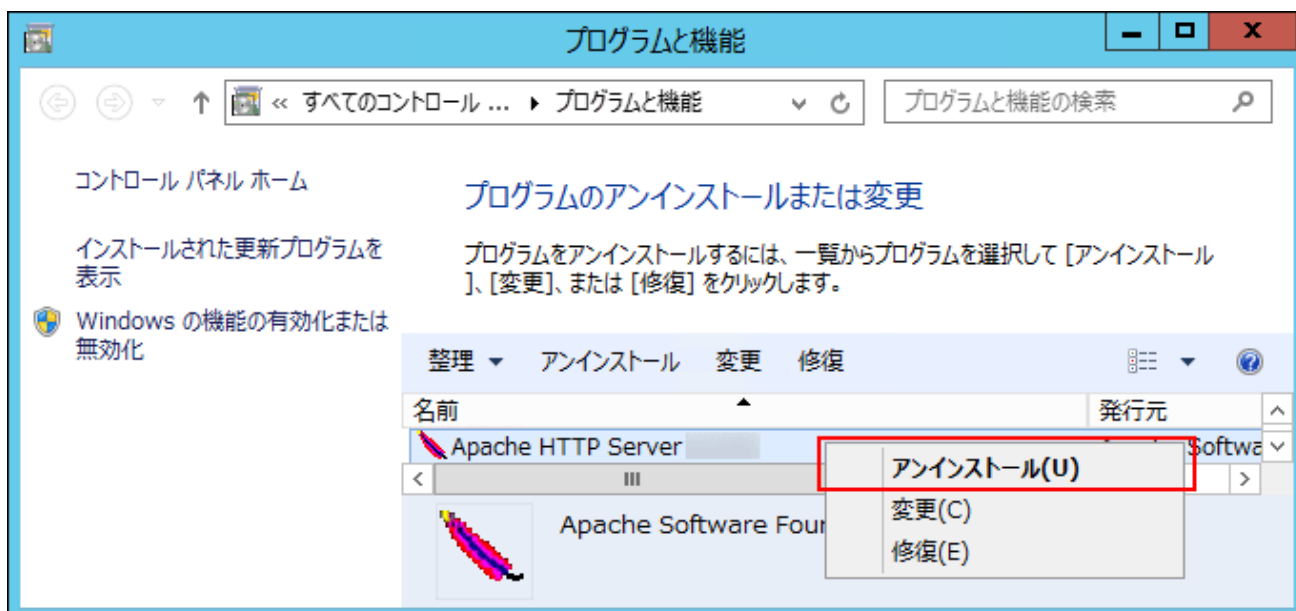 プログラムと機能
« すべてのコントロール ... ▸ プログラムと機能
プログラムと機能の検索
コントロール パネル ホーム
インストールされた更新プログラムを
表示
Windows の機能の有効化または
無効化
プログラムのアンインストールまたは変更
プログラムをアンインストールするには、一覧からプログラムを選択して [アンインストール
]、[変更]、または [修復] をクリックします。
整理 ▼ アンインストール 変更 修復
名前 発行元
Apache HTTP Server
アンインストール(U)
変更(C)
修復(E)
Apache Software